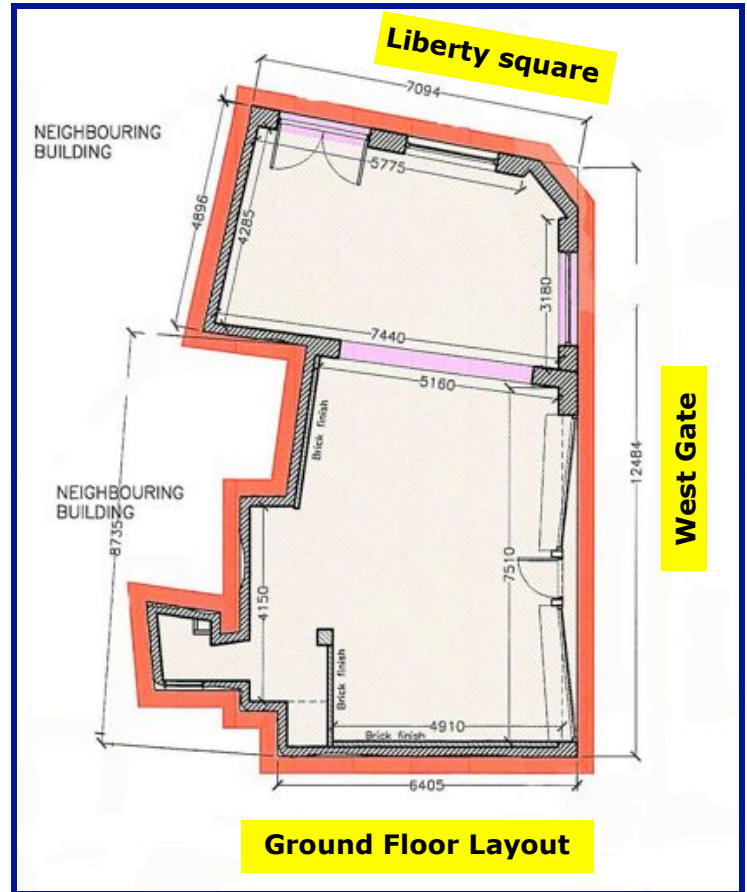 Liberty square
7094
NEIGHBOURING
BUILDING
5775
4896
4285
3180
7440
5160
Brick finish
12484
West Gate
NEIGHBOURING
BUILDING
8735
7510
4150
Brick finish
4910
Brick finish
6405
Ground Floor Layout